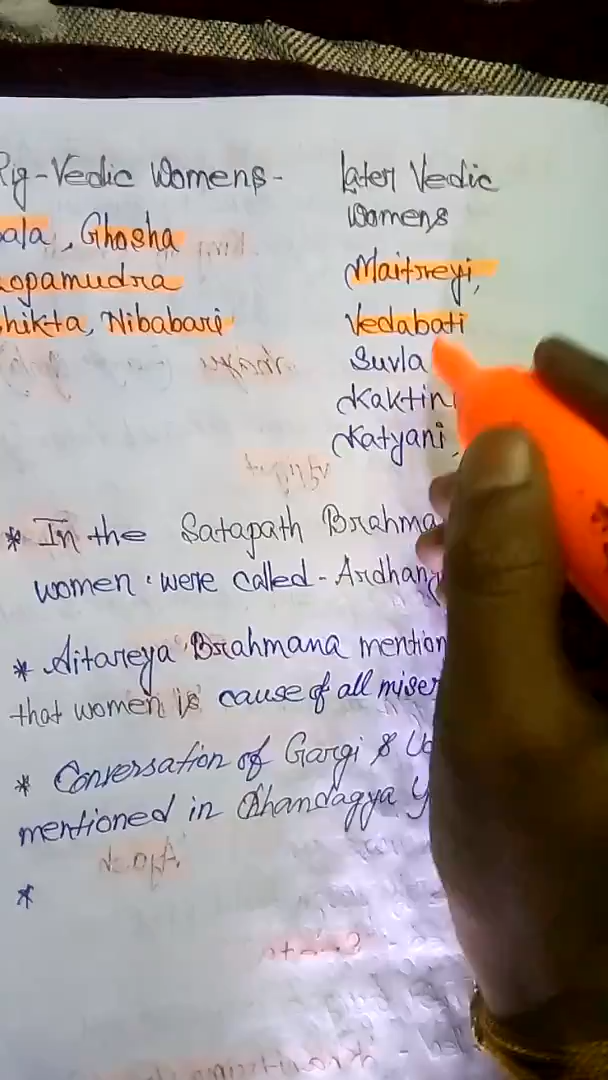 Rig-Vedic Womens-
ala, Ghosha
opamudra
hikta, Nibabari
Later Vedic
Womens
Maitreyi,
Vedabati
Suvla
Kaktin
Katyani,
* In the Satapath Brahma
women were called - Ardhang
* Aitareya Brahmana mention
that women is cause of all miser
* Conversation of Gargi &
mentioned in Chandagya
*